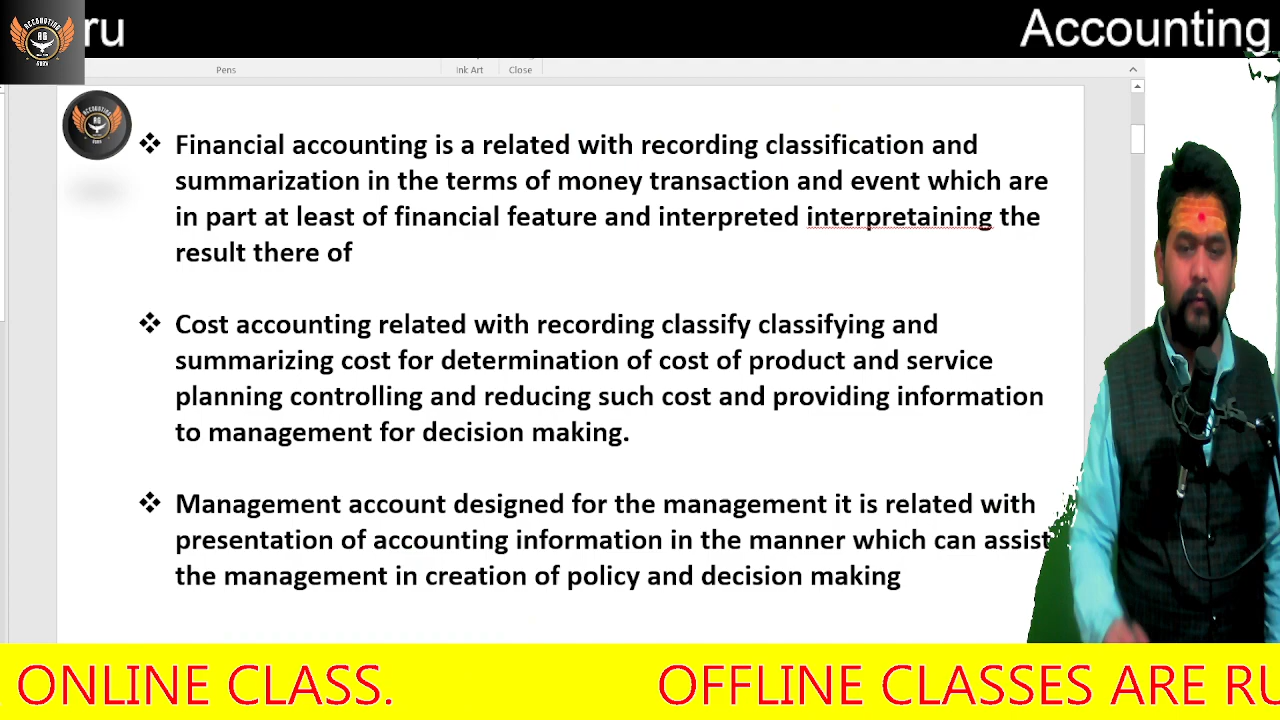 ru
Accounting
Pens
Ink Art
Close
ACCOUNTING
AG
GURU
ACCOUNTING
AG
Financial accounting is a related with recording classification and
summarization in the terms of money transaction and event which are
in part at least of financial feature and interpreted interpretaining the
result there of
Cost accounting related with recording classify classifying and
summarizing cost for determination of cost of product and service
planning controlling and reducing such cost and providing information
to management for decision making.
Management account designed for the management it is related with
presentation of accounting information in the manner which can assist
the management in creation of policy and decision making
ONLINE CLASS.
OFFLINE CLASSES ARE RU